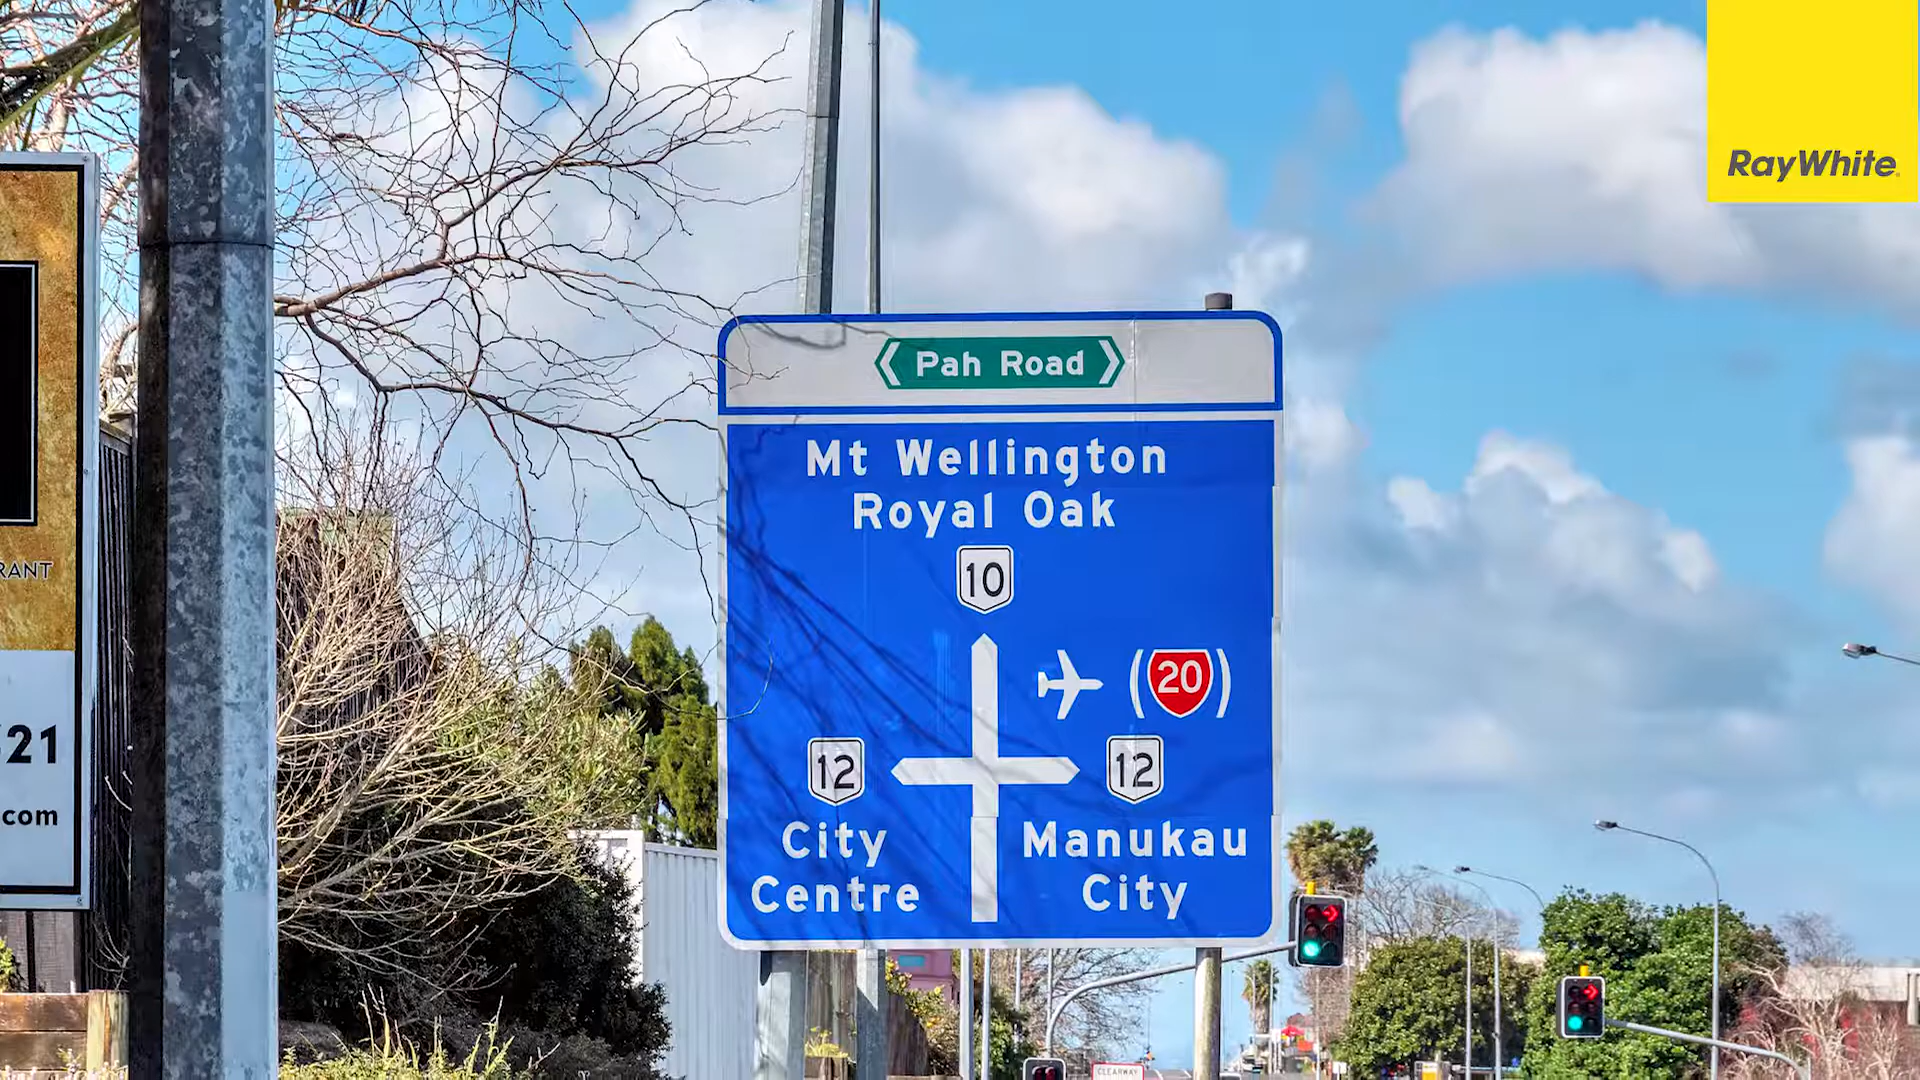 RayWhite
Pah Road
Mt Wellington
Royal Oak
10
20
12
12
City
Centre
Manukau
City
RANT
21
.com
CLEARWAY